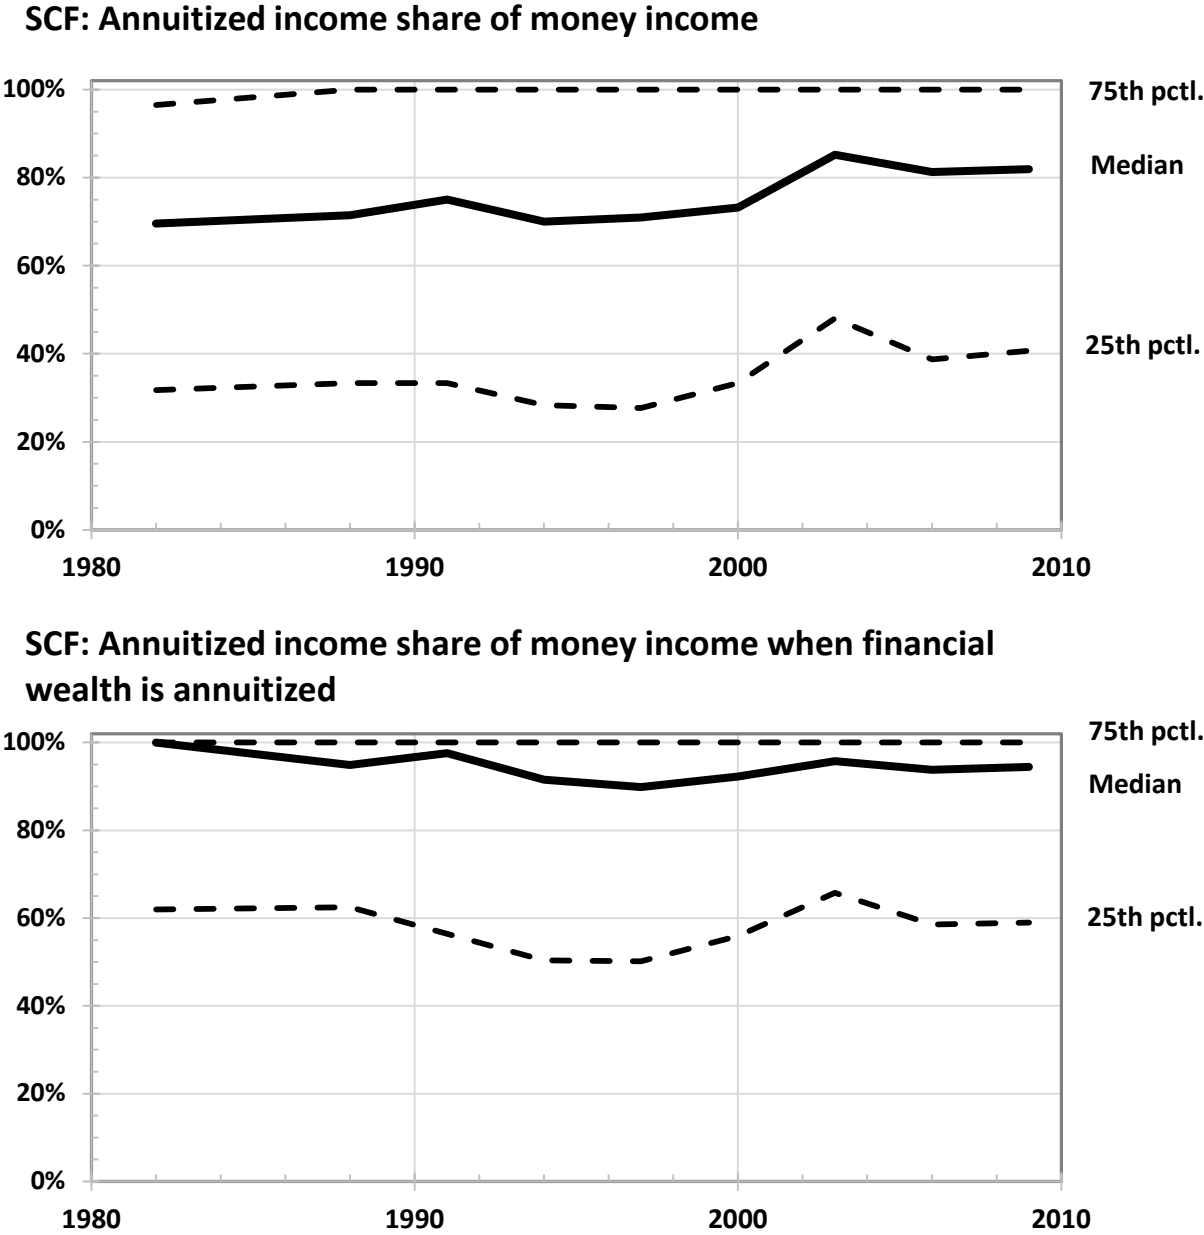 SCF: Annuitized income share of money income
100%
75th pctl.
Median
80%
60%
40%
25th pctl.
20%
0%
1980
1990
2000
2010
SCF: Annuitized income share of money income when financial
wealth is annuitized
75th pctl.
100%
Median
80%
60%
25th pctl.
40%
20%
0%
1980
1990
2000
2010